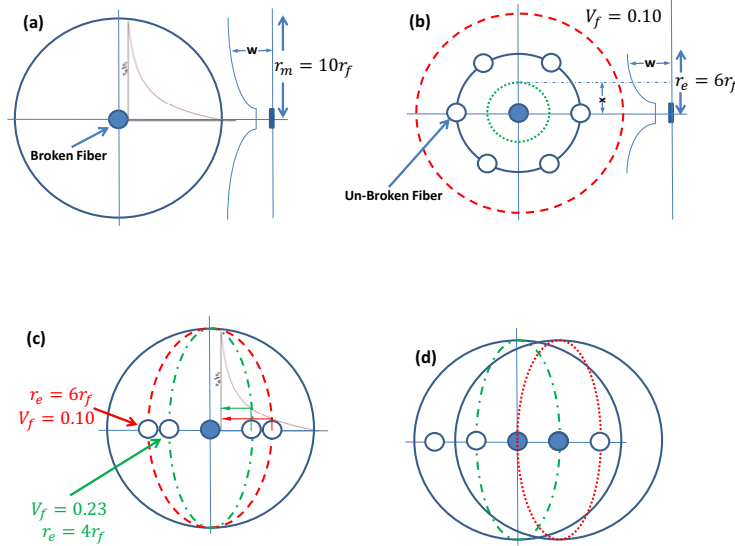 (a)
w
r_m = 10r_f
Broken Fiber
(b)
V_f = 0.10
w
r_e = 6r_f
x
Un-Broken Fiber
(c)
r_e = 6r_f
V_f = 0.10
V_f = 0.23
r_e = 4r_f
(d)